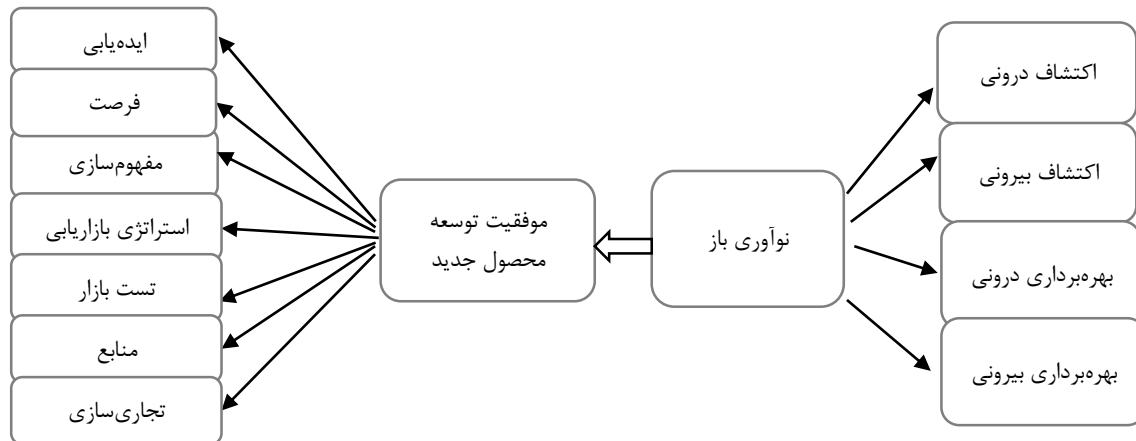 اکتشاف درونی
اکتشاف بیرونی
بهره‌برداری درونی
بهره‌برداری بیرونی
نوآوری باز
موفقیت توسعه
محصول جدید
ایده‌یابی
فرصت
مفهوم‌سازی
استراتژی بازاریابی
تست بازار
منابع
تجاری‌سازی